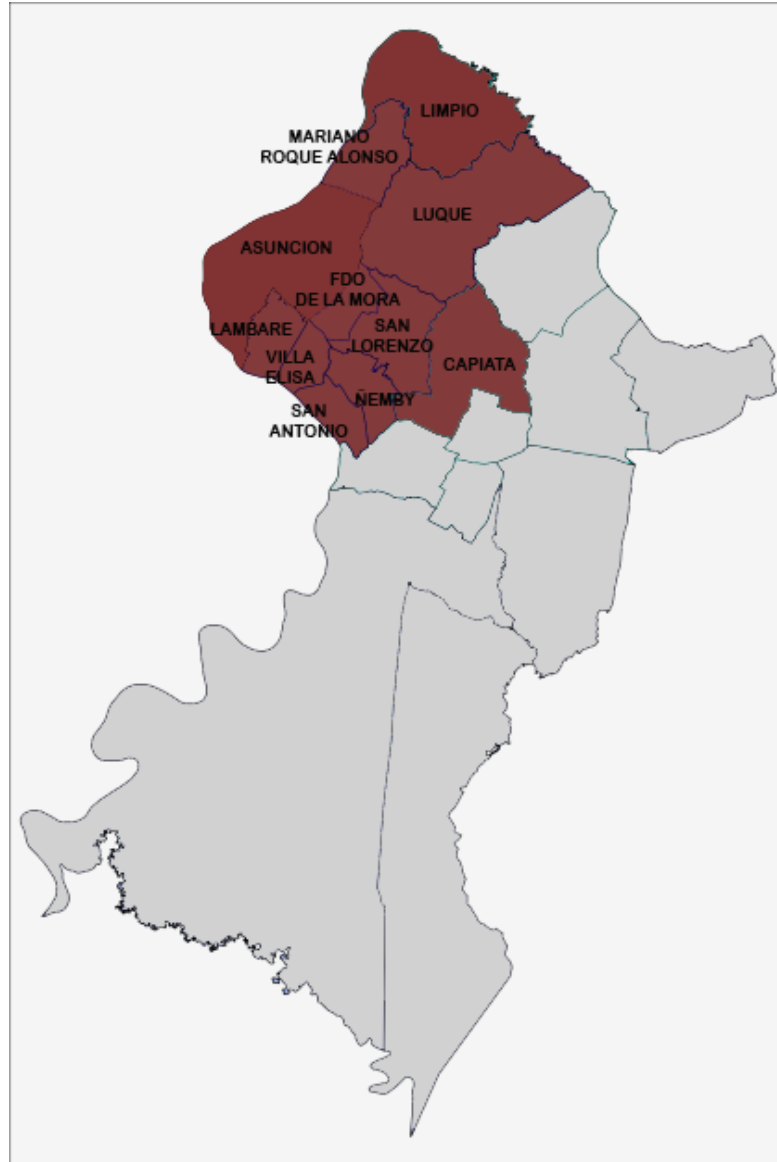 LIMPIO
MARIANO
ROQUE ALONSO
LUQUE
ASUNCION
FDO
DE LA MORA
LAMBARE
SAN
LORENZO
VILLA
ELISA
CAPIATA
ÑEMBY
SAN
ANTONIO